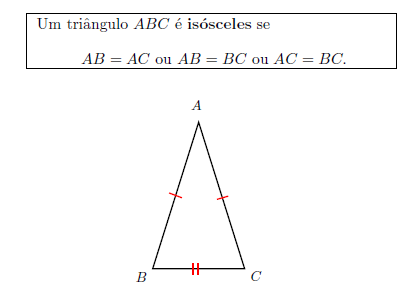 Um triângulo ABC é isósceles se
AB = AC ou AB = BC ou AC = BC.
A
B
C